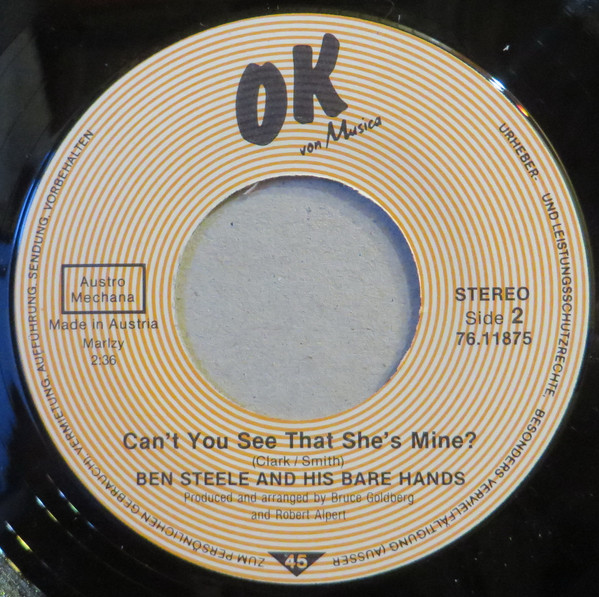 OK
von Musica
URHEBER- UND LEISTUNGSSCHUTZRECHTE, BESONDERS VERVIELFÄLTIGUNG (AUSSER ZUM PERSÖNLICHEN GEBRAUCH), VERMIETUNG, AUFFÜHRUNG, SENDUNG, VORBEHALTEN
Austro
Mechana
Made in Austria
Marlzy
2:36
STEREO
Side 2
76.11875
Can't You See That She's Mine?
(Clark / Smith)
BEN STEELE AND HIS BARE HANDS
Produced and arranged by Bruce Goldberg
and Robert Alpert
45